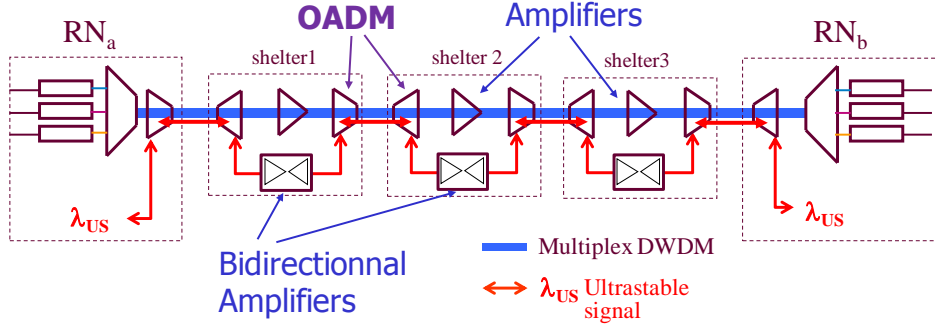 OADM
Amplifiers
RNa
shelter1
shelter 2
shelter3
RNb
λUS
λUS
Bidirectionnal
Amplifiers
Multiplex DWDM
λUS Ultrastable
signal